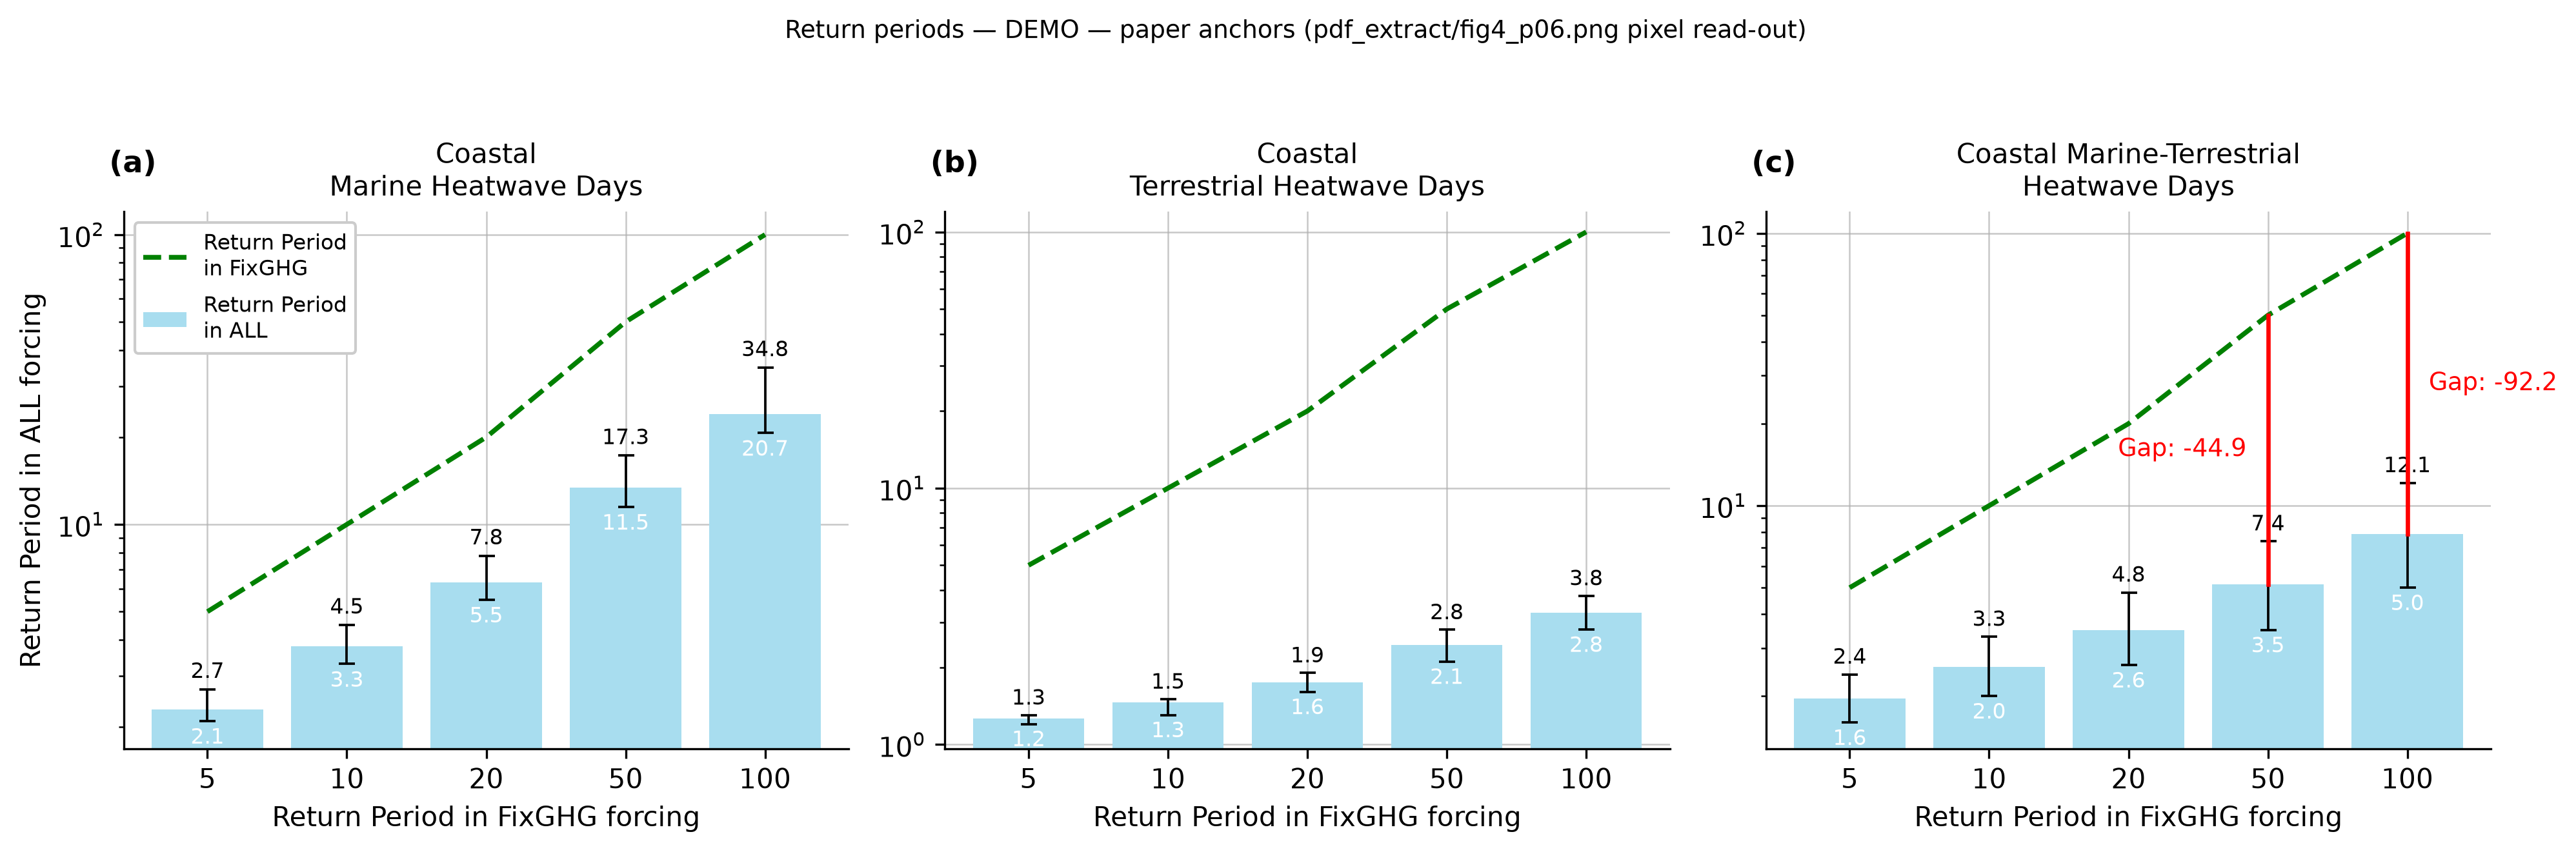 Return periods — DEMO — paper anchors (pdf_extract/fig4_p06.png pixel read-out)
(a)
Coastal
Marine Heatwave Days
Return Period in ALL forcing
10²
10¹
Return Period
in FixGHG
Return Period
in ALL
2.7
2.1
4.5
3.3
7.8
5.5
17.3
11.5
34.8
20.7
5 10 20 50 100
Return Period in FixGHG forcing
(b)
Coastal
Terrestrial Heatwave Days
10²
10¹
10⁰
1.3
1.2
1.5
1.3
1.9
1.6
2.8
2.1
3.8
2.8
5 10 20 50 100
Return Period in FixGHG forcing
(c)
Coastal Marine-Terrestrial
Heatwave Days
10²
10¹
2.4
1.6
3.3
2.0
4.8
2.6
Gap: -44.9
7.4
3.5
Gap: -92.2
12.1
5.0
5 10 20 50 100
Return Period in FixGHG forcing